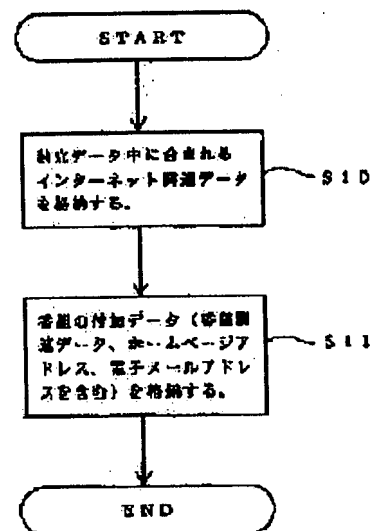 START
独立データ中に含まれる
インターネット関連データ
を格納する。
S10
番組の付加データ(番組関
連データ、ホームページア
ドレス、電子メールアドレ
スを含む)を格納する。
S11
END